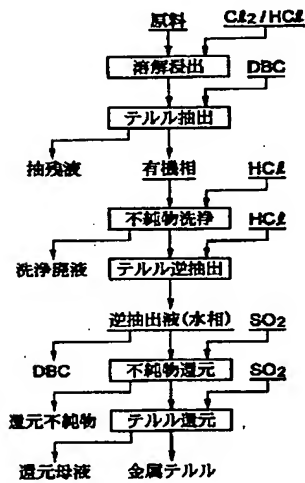 原料 Cℓ₂/HCℓ
溶解浸出 DBC
テルル抽出
抽残液 有機相 HCℓ
不純物洗浄 HCℓ
洗浄廃液 テルル逆抽出
逆抽出液(水相) SO₂
DBC 不純物還元 SO₂
還元不純物 テルル還元
還元母液 金属テルル